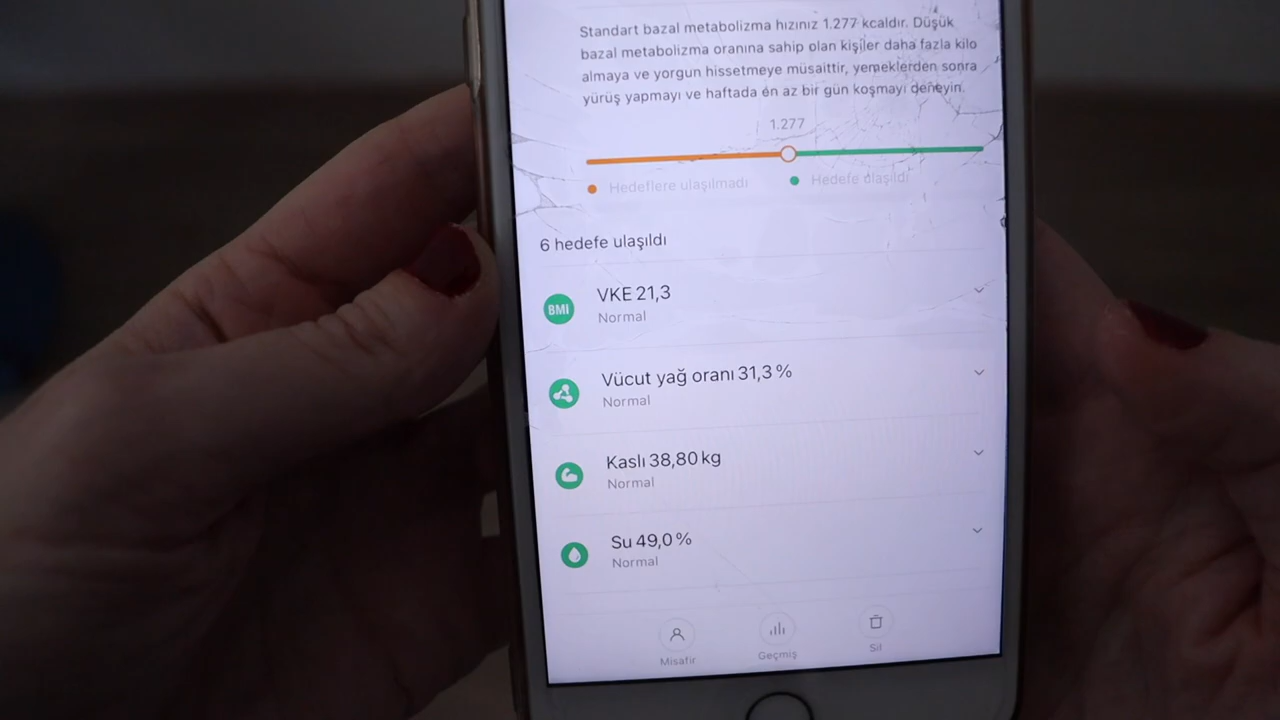 Standart bazal metabolizma hızınız 1.277 kcaldır. Düşük
bazal metabolizma oranına sahip olan kişiler daha fazla kilo
almaya ve yorgun hissetmeye müsaittir, yemeklerden sonra
yürüş yapmayı ve haftada en az bir gün koşmayı deneyin.
1.277
Hedeflere ulaşılmadı
Hedefe ulaşıldı
6 hedefe ulaşıldı
BMI
VKE 21,3
Normal
Vücut yağ oranı 31,3 %
Normal
Kaslı 38,80 kg
Normal
Su 49,0 %
Normal
Misafir
Geçmiş
Sil